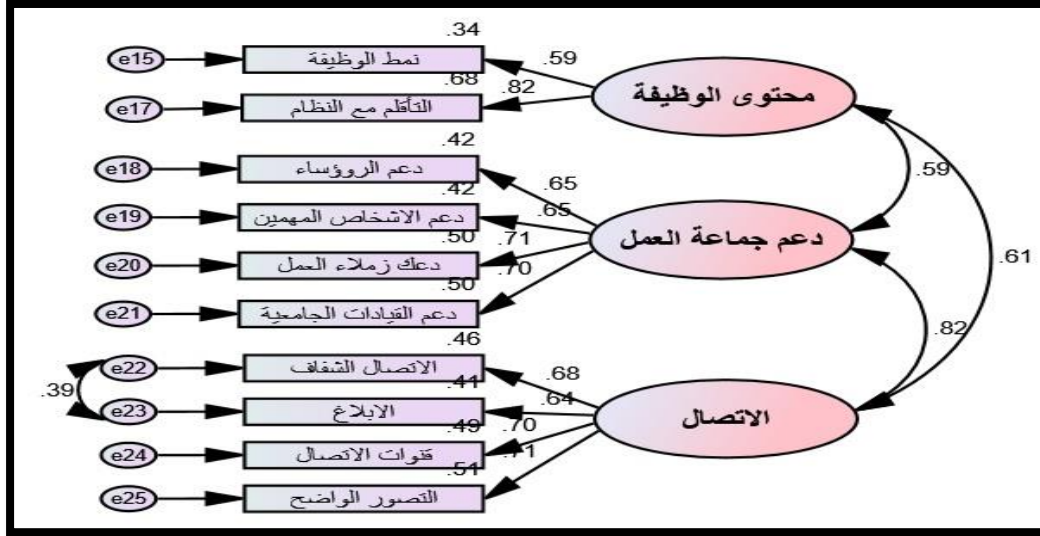 .34
e15
نمط الوظيفة
.59
محتوى الوظيفة
.68
.82
e17
التأقلم مع النظام
.42
e18
دعم الروؤساء
.65
.59
.42
e19
دعم الاشخاص المهمين
.65
دعم جماعة العمل
.50
.71
e20
دعك زملاء العمل
.70
.61
.50
e21
دعم القيادات الجامعية
.82
.46
e22
الاتصال الشفاف
.68
.39
.41
.64
e23
الابلاغ
الاتصال
.49
.70
e24
قنوات الاتصال
.71
.51
e25
التصور الواضح